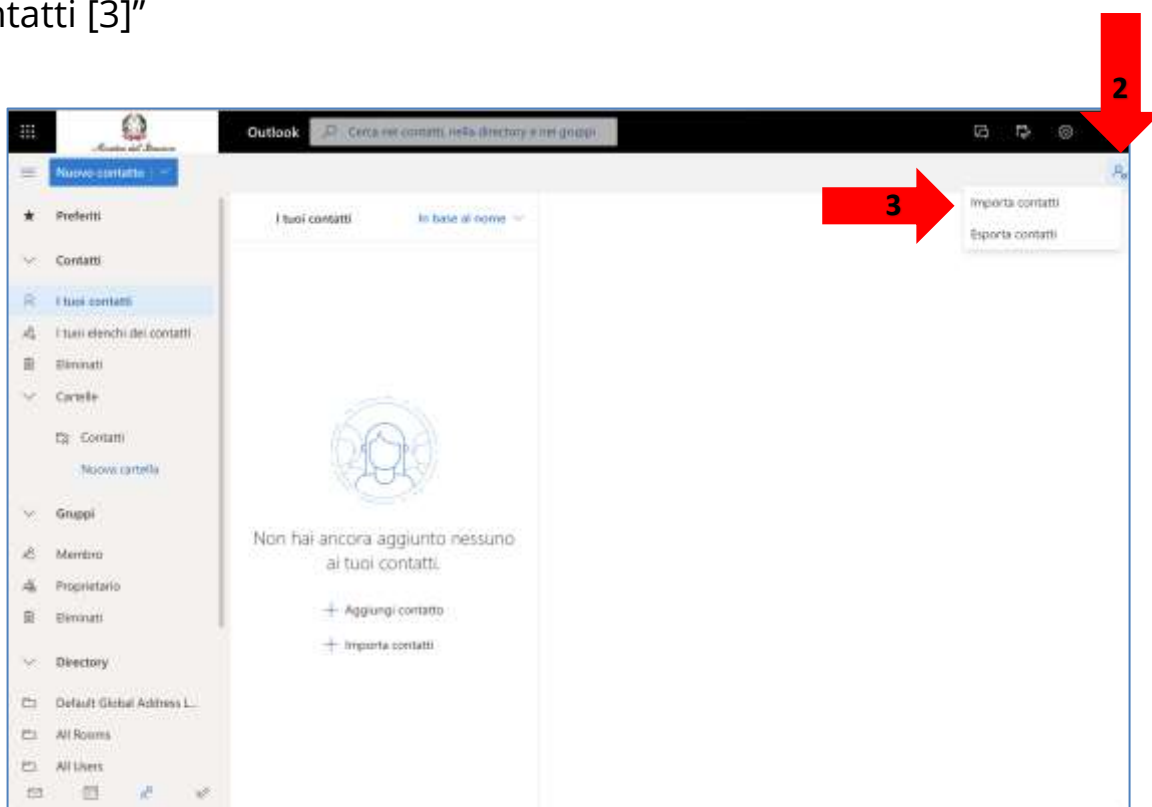 ntatti [3]”
2
Outlook
Cerca nei contatti, nella directory e nei gruppi
Nuovo contatto
3
Importa contatti
Esporta contatti
Preferiti
I tuoi contatti
In base al nome
Contatti
I tuoi contatti
I tuoi elenchi dei contatti
Eliminati
Cartelle
Contatti
Nuova cartella
Gruppi
Membro
Proprietario
Eliminati
Directory
Default Global Address L...
All Rooms
All Users
Non hai ancora aggiunto nessuno
ai tuoi contatti.
Aggiungi contatto
Importa contatti